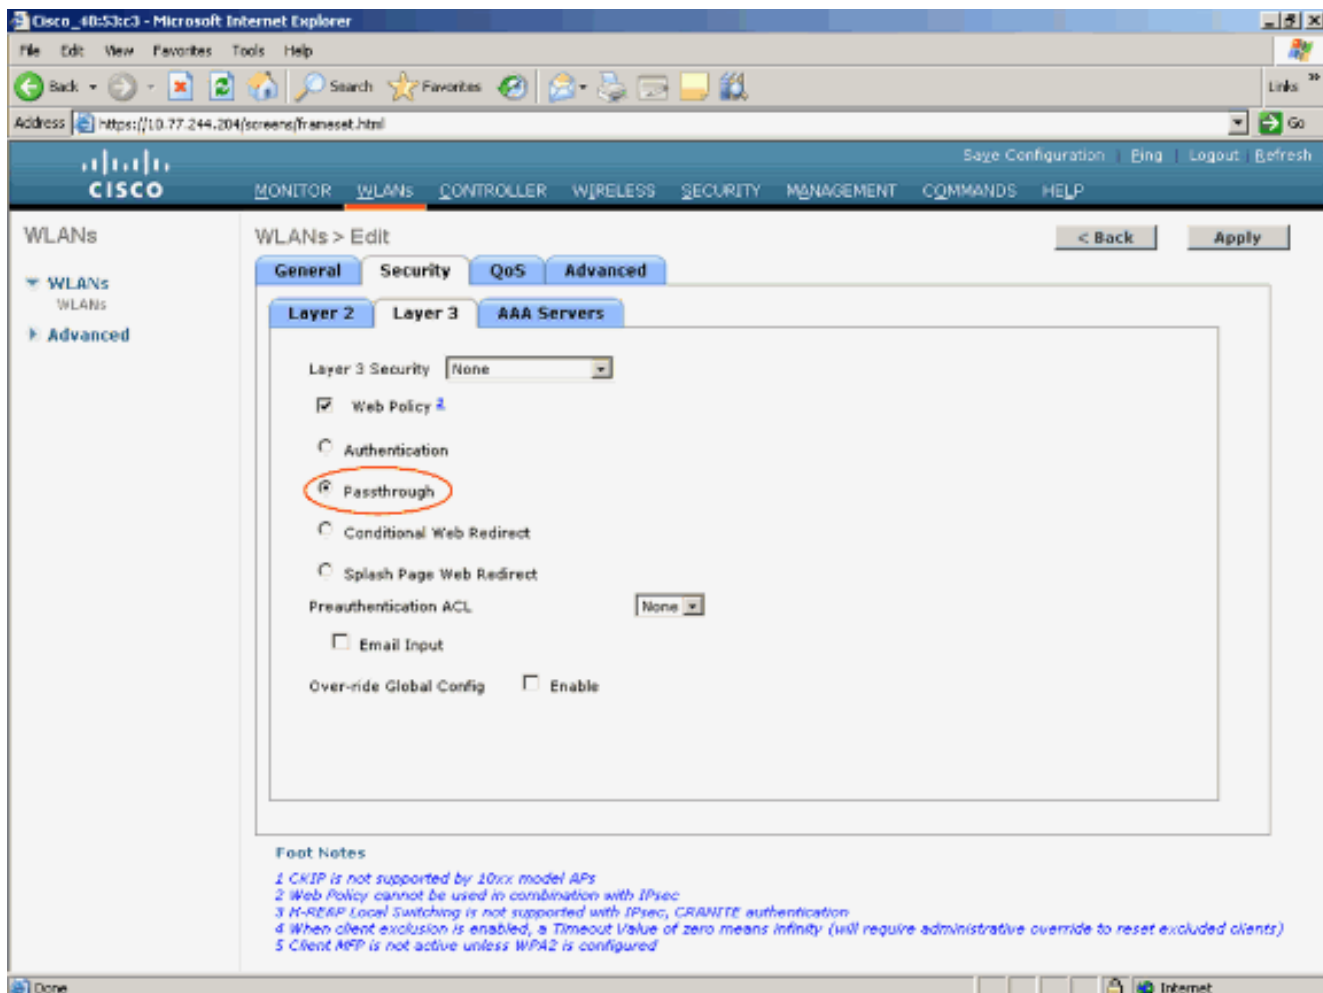 Cisco_40:53:c3 - Microsoft Internet Explorer
File Edit View Favorites Tools Help
Back Search Favorites Links
Address https://10.77.244.204/screens/frameset.html Go
Save Configuration | Ping | Logout | Refresh
CISCO MONITOR WLANs CONTROLLER WIRELESS SECURITY MANAGEMENT COMMANDS HELP
WLANs
WLANs
WLANs
Advanced
WLANs > Edit
< Back Apply
General Security QoS Advanced
Layer 2 Layer 3 AAA Servers
Layer 3 Security None
Web Policy 2
Authentication
Passthrough
Conditional Web Redirect
Splash Page Web Redirect
Preauthentication ACL None
Email Input
Over-ride Global Config Enable
Foot Notes
1 CKIP is not supported by 10xx model APs
2 Web Policy cannot be used in combination with IPsec
3 H-REAP Local Switching is not supported with IPsec, CRANITE authentication
4 When client exclusion is enabled, a Timeout Value of zero means infinity (will require administrative override to reset excluded clients)
5 Client MFP is not active unless WPA2 is configured
Done Internet